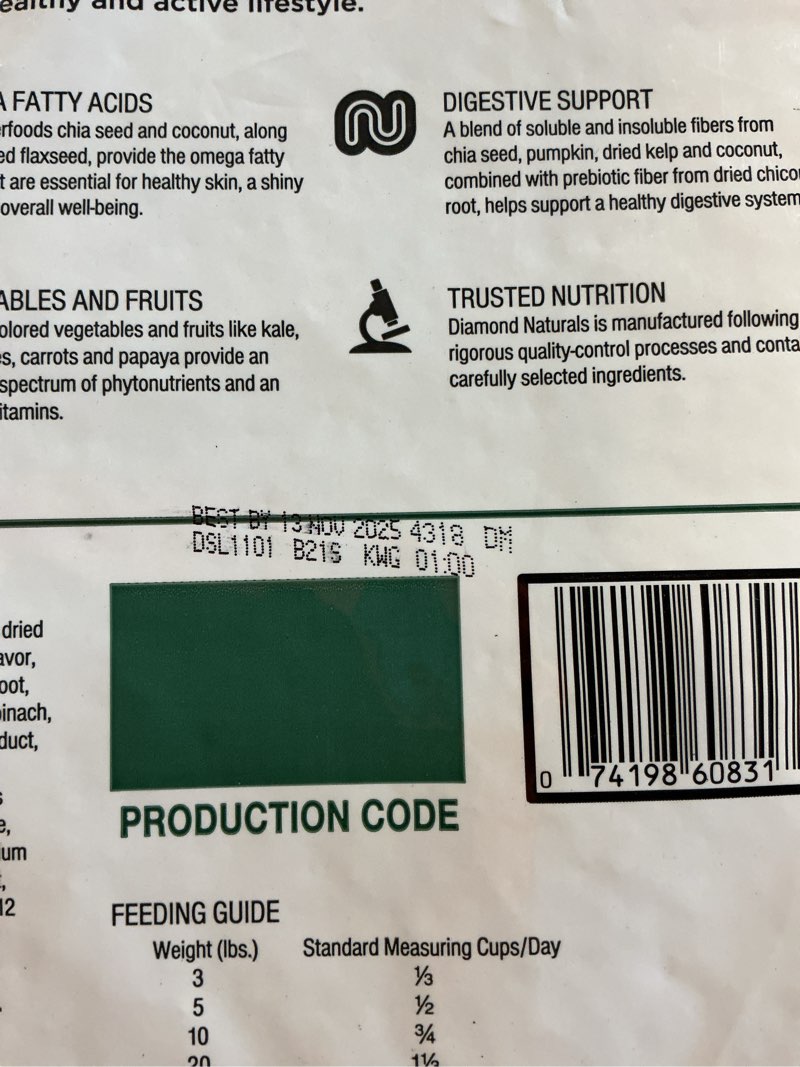 ealthy and active lifestyle.
A FATTY ACIDS
erfoods chia seed and coconut, along
ed flaxseed, provide the omega fatty
t are essential for healthy skin, a shiny
overall well-being.
DIGESTIVE SUPPORT
A blend of soluble and insoluble fibers from
chia seed, pumpkin, dried kelp and coconut,
combined with prebiotic fiber from dried chico
root, helps support a healthy digestive system
ABLES AND FRUITS
olored vegetables and fruits like kale,
es, carrots and papaya provide an
spectrum of phytonutrients and an
itamins.
TRUSTED NUTRITION
Diamond Naturals is manufactured following
rigorous quality-control processes and conta
carefully selected ingredients.
BEST BY 13 NOV 2025 4318 DM
DSL1101 B21S KWG 01:00
dried
avor,
oot,
pinach,
duct,
s
e,
um
t,
12
PRODUCTION CODE
0 74198 60831
FEEDING GUIDE
Weight (lbs.) Standard Measuring Cups/Day
3 ⅓
5 ½
10 ¾
20